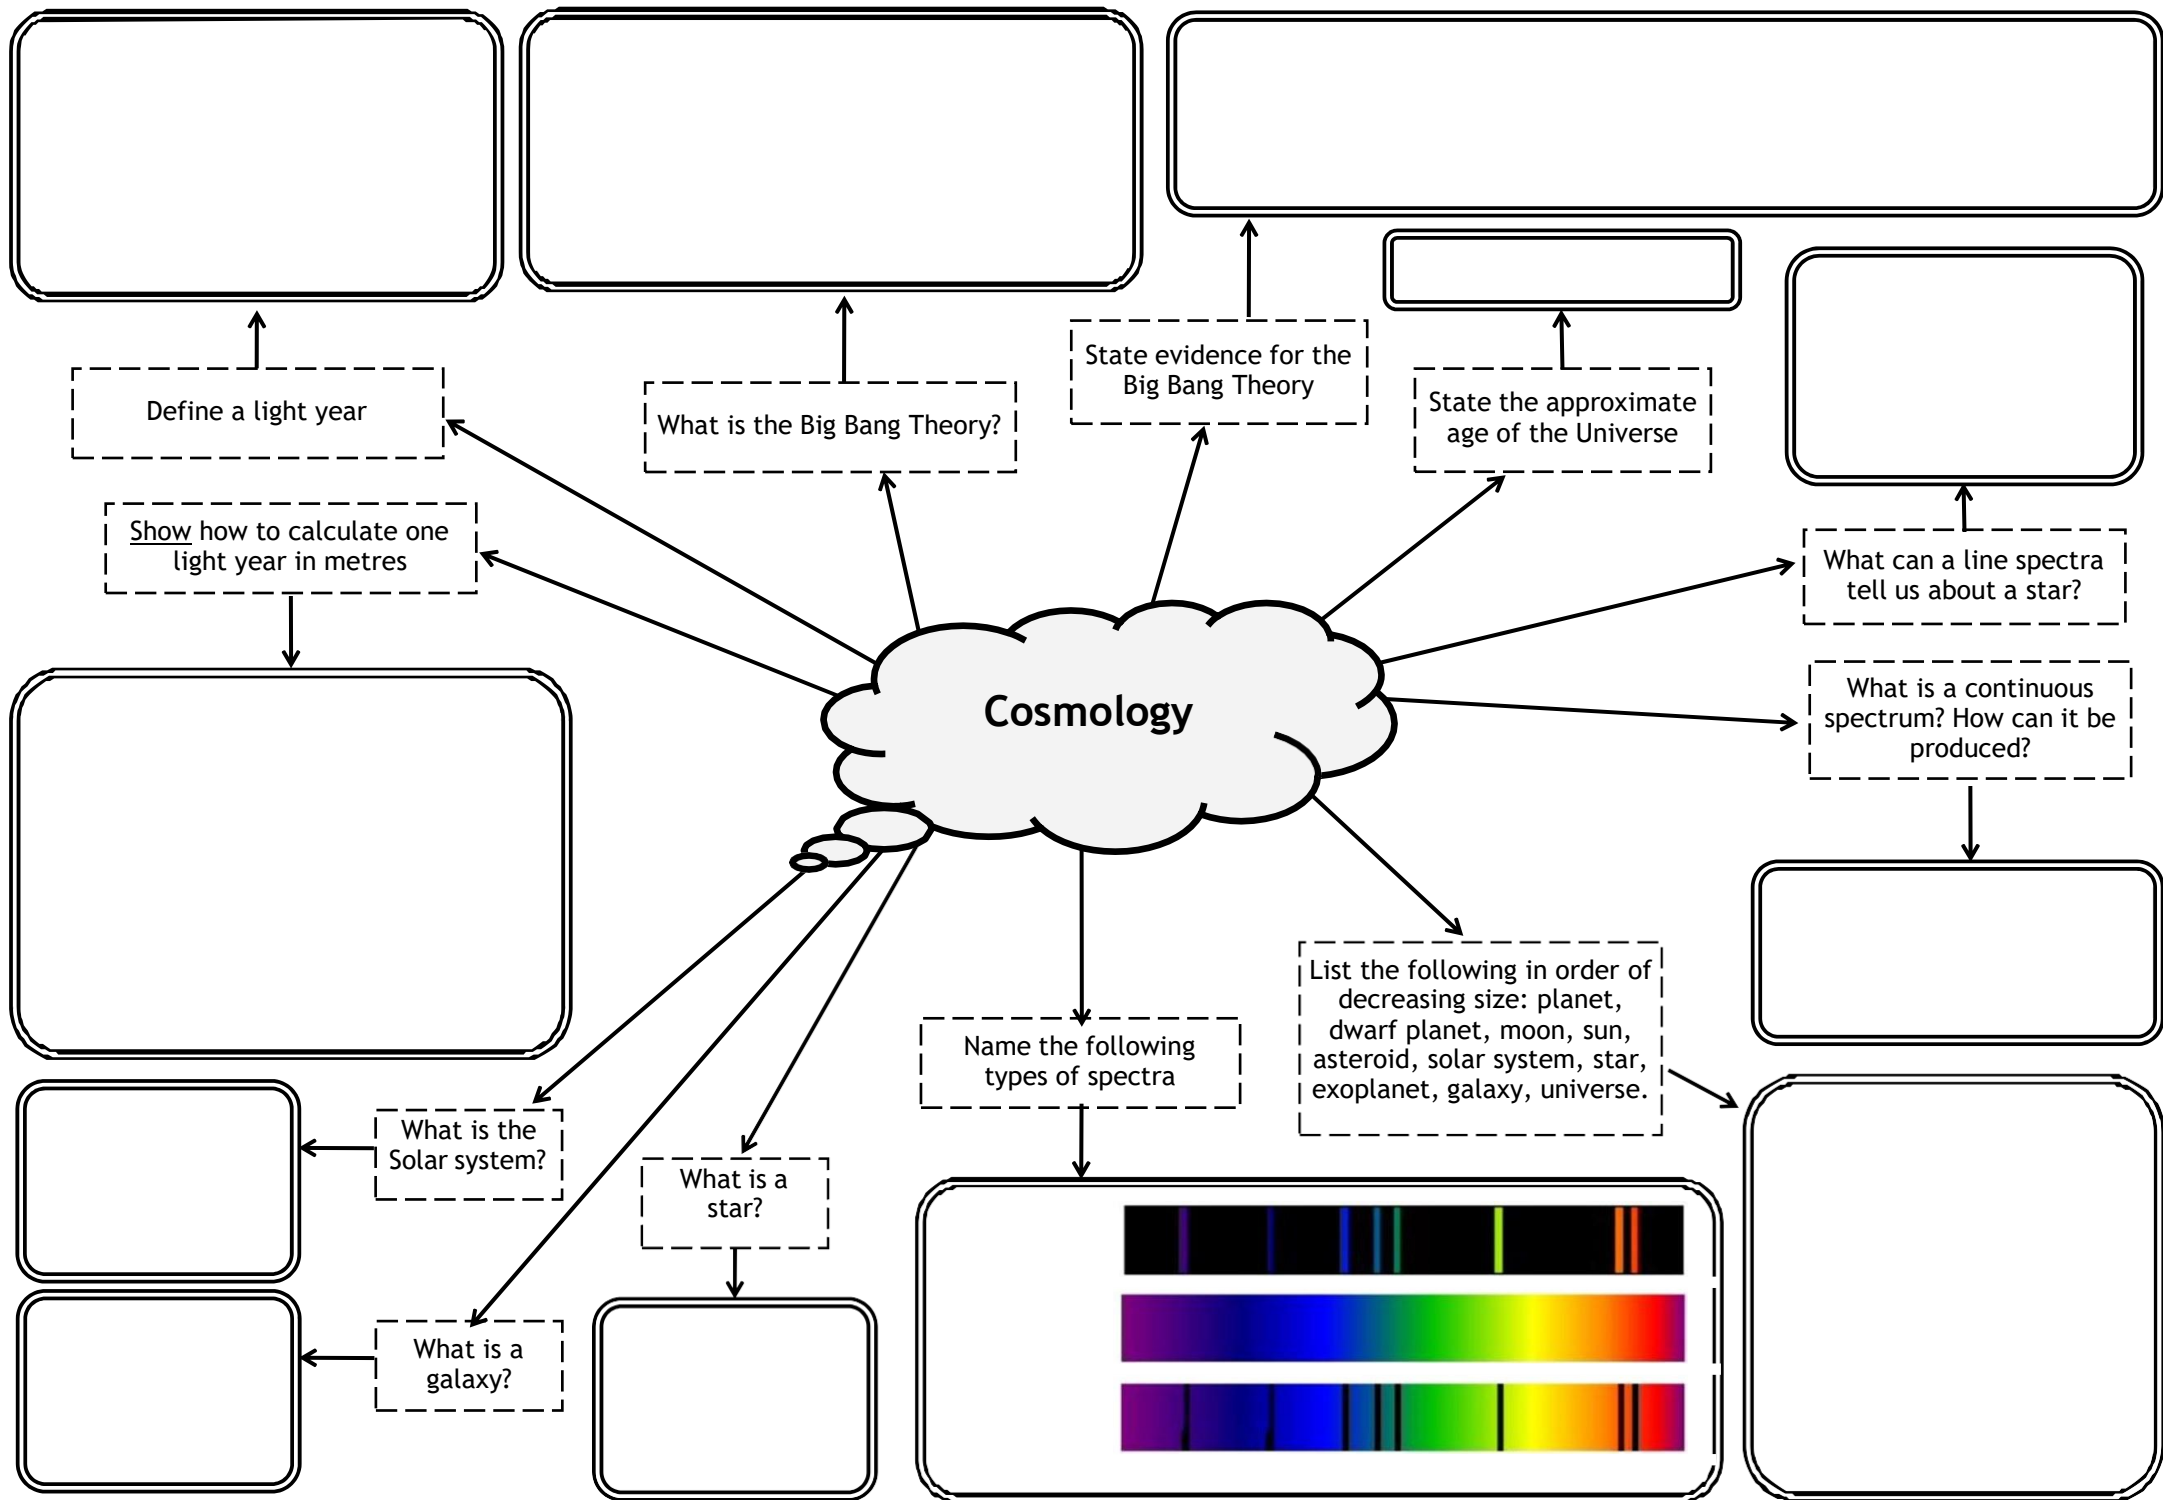 Define a light year
What is the Big Bang Theory?
State evidence for the
Big Bang Theory
State the approximate
age of the Universe
Show how to calculate one
light year in metres
What can a line spectra
tell us about a star?
Cosmology
What is a continuous
spectrum? How can it be
produced?
List the following in order of
decreasing size: planet,
dwarf planet, moon, sun,
asteroid, solar system, star,
exoplanet, galaxy, universe.
Name the following
types of spectra
What is the
Solar system?
What is a
star?
What is a
galaxy?